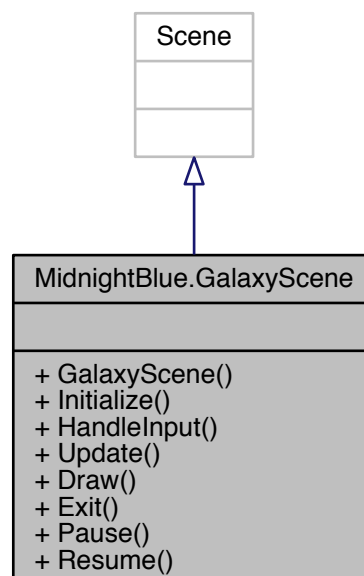 Scene
MidnightBlue.GalaxyScene
+ GalaxyScene()
+ Initialize()
+ HandleInput()
+ Update()
+ Draw()
+ Exit()
+ Pause()
+ Resume()